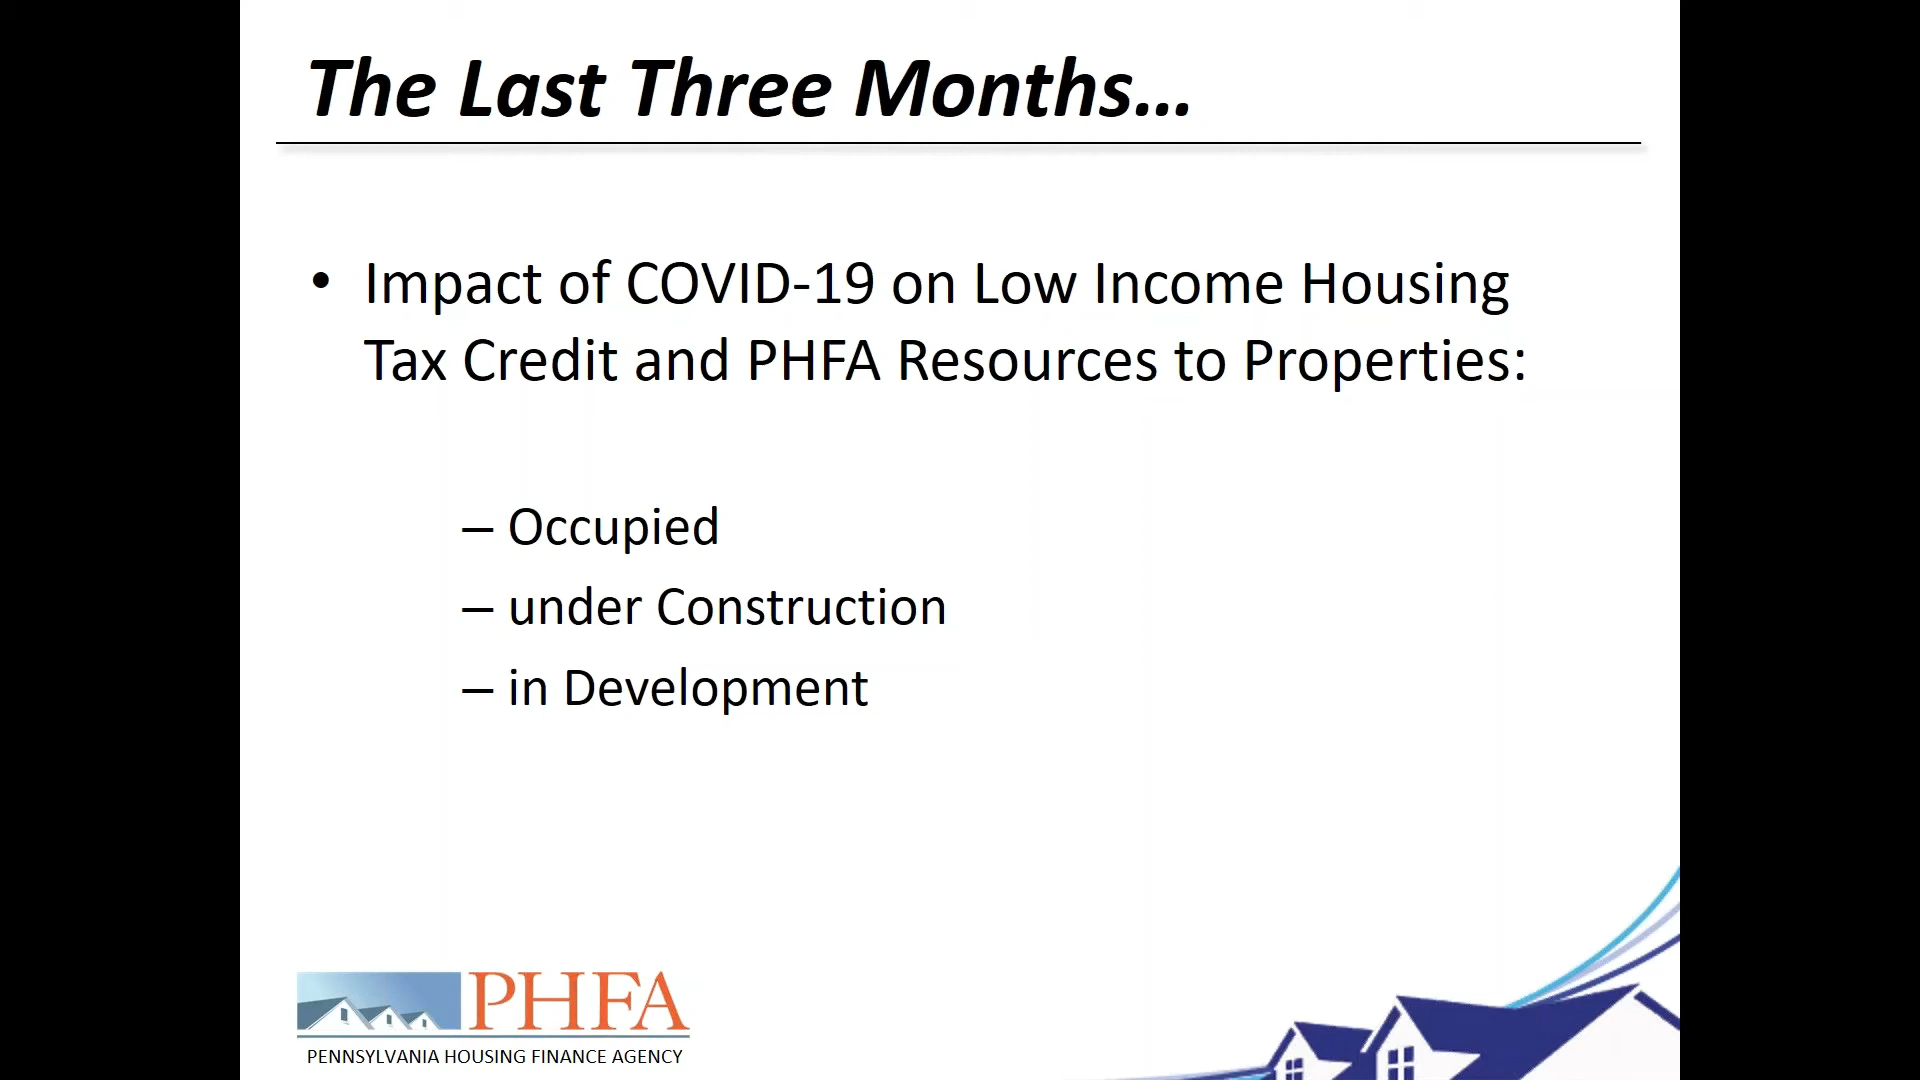 The Last Three Months...
• Impact of COVID-19 on Low Income Housing
Tax Credit and PHFA Resources to Properties:
– Occupied
– under Construction
– in Development
PHFA
PENNSYLVANIA HOUSING FINANCE AGENCY